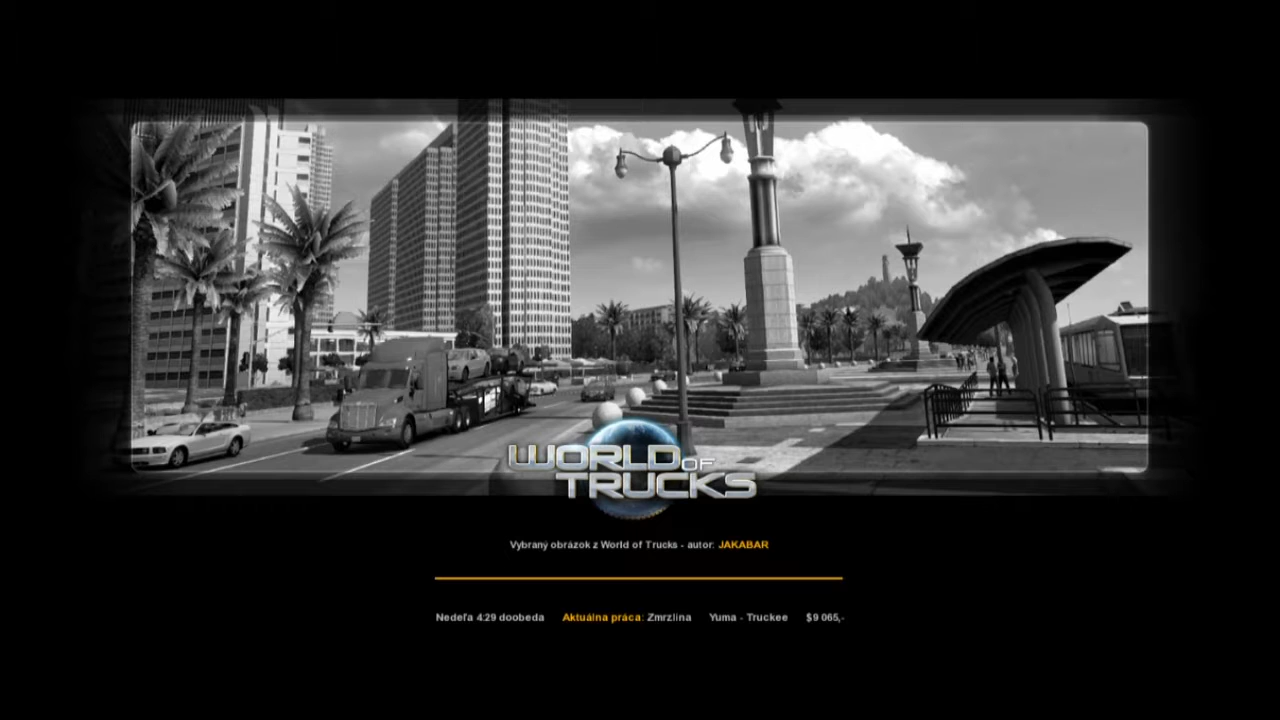 WORLD OF
TRUCKS
Vybraný obrázok z World of Trucks - autor: JAKABAR
Nedeľa 4:29 doobeda Aktuálna práca: Zmrzlina Yuma - Truckee $9 065,-